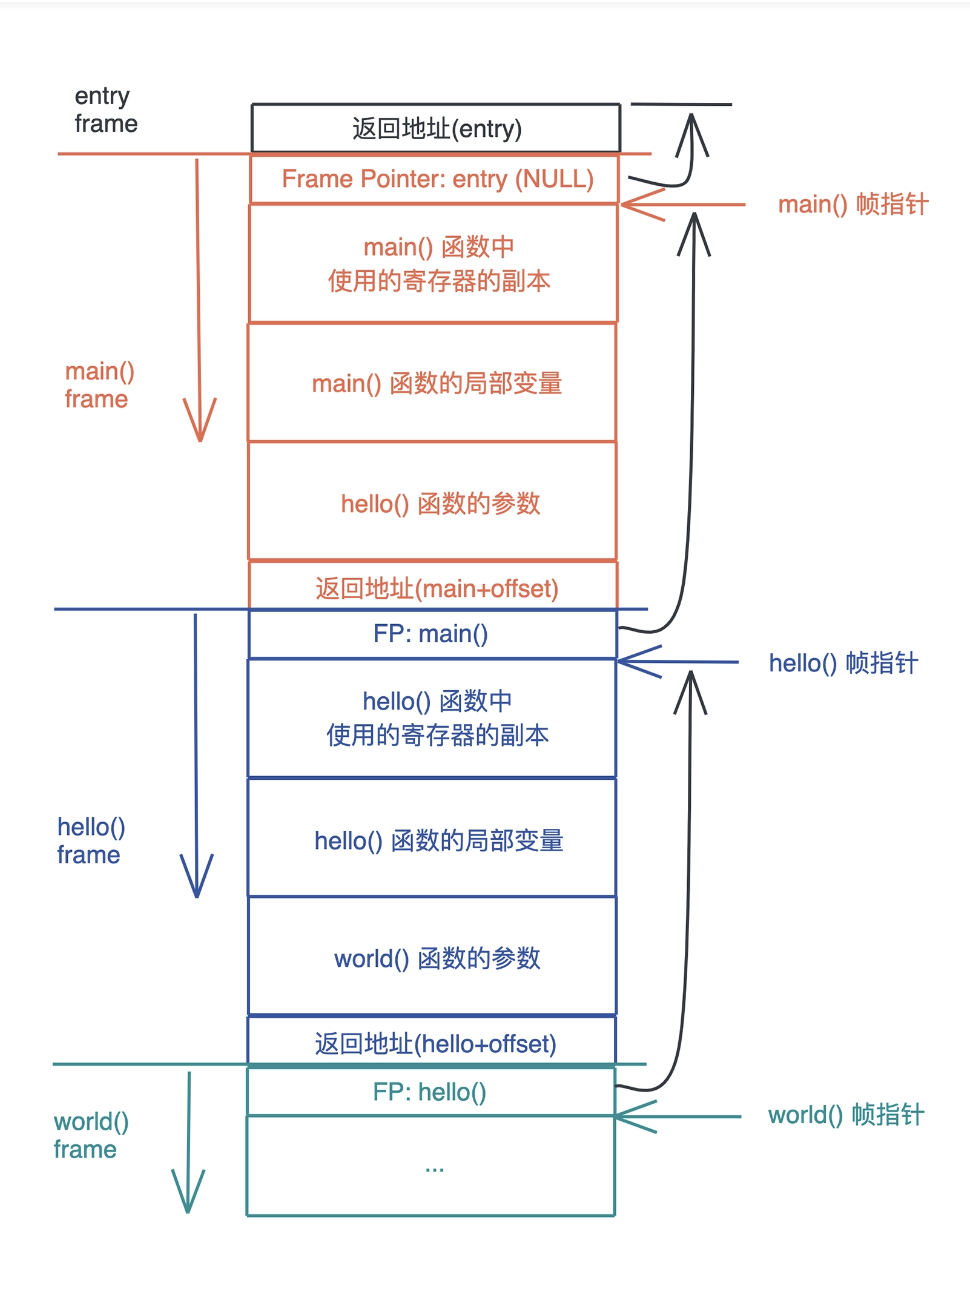 entry
frame
返回地址(entry)
Frame Pointer: entry (NULL)
main() 帧指针
main() 函数中
使用的寄存器的副本
main()
frame
main() 函数的局部变量
hello() 函数的参数
返回地址(main+offset)
FP: main()
hello() 帧指针
hello() 函数中
使用的寄存器的副本
hello()
frame
hello() 函数的局部变量
world() 函数的参数
返回地址(hello+offset)
FP: hello()
world() 帧指针
world()
frame
...